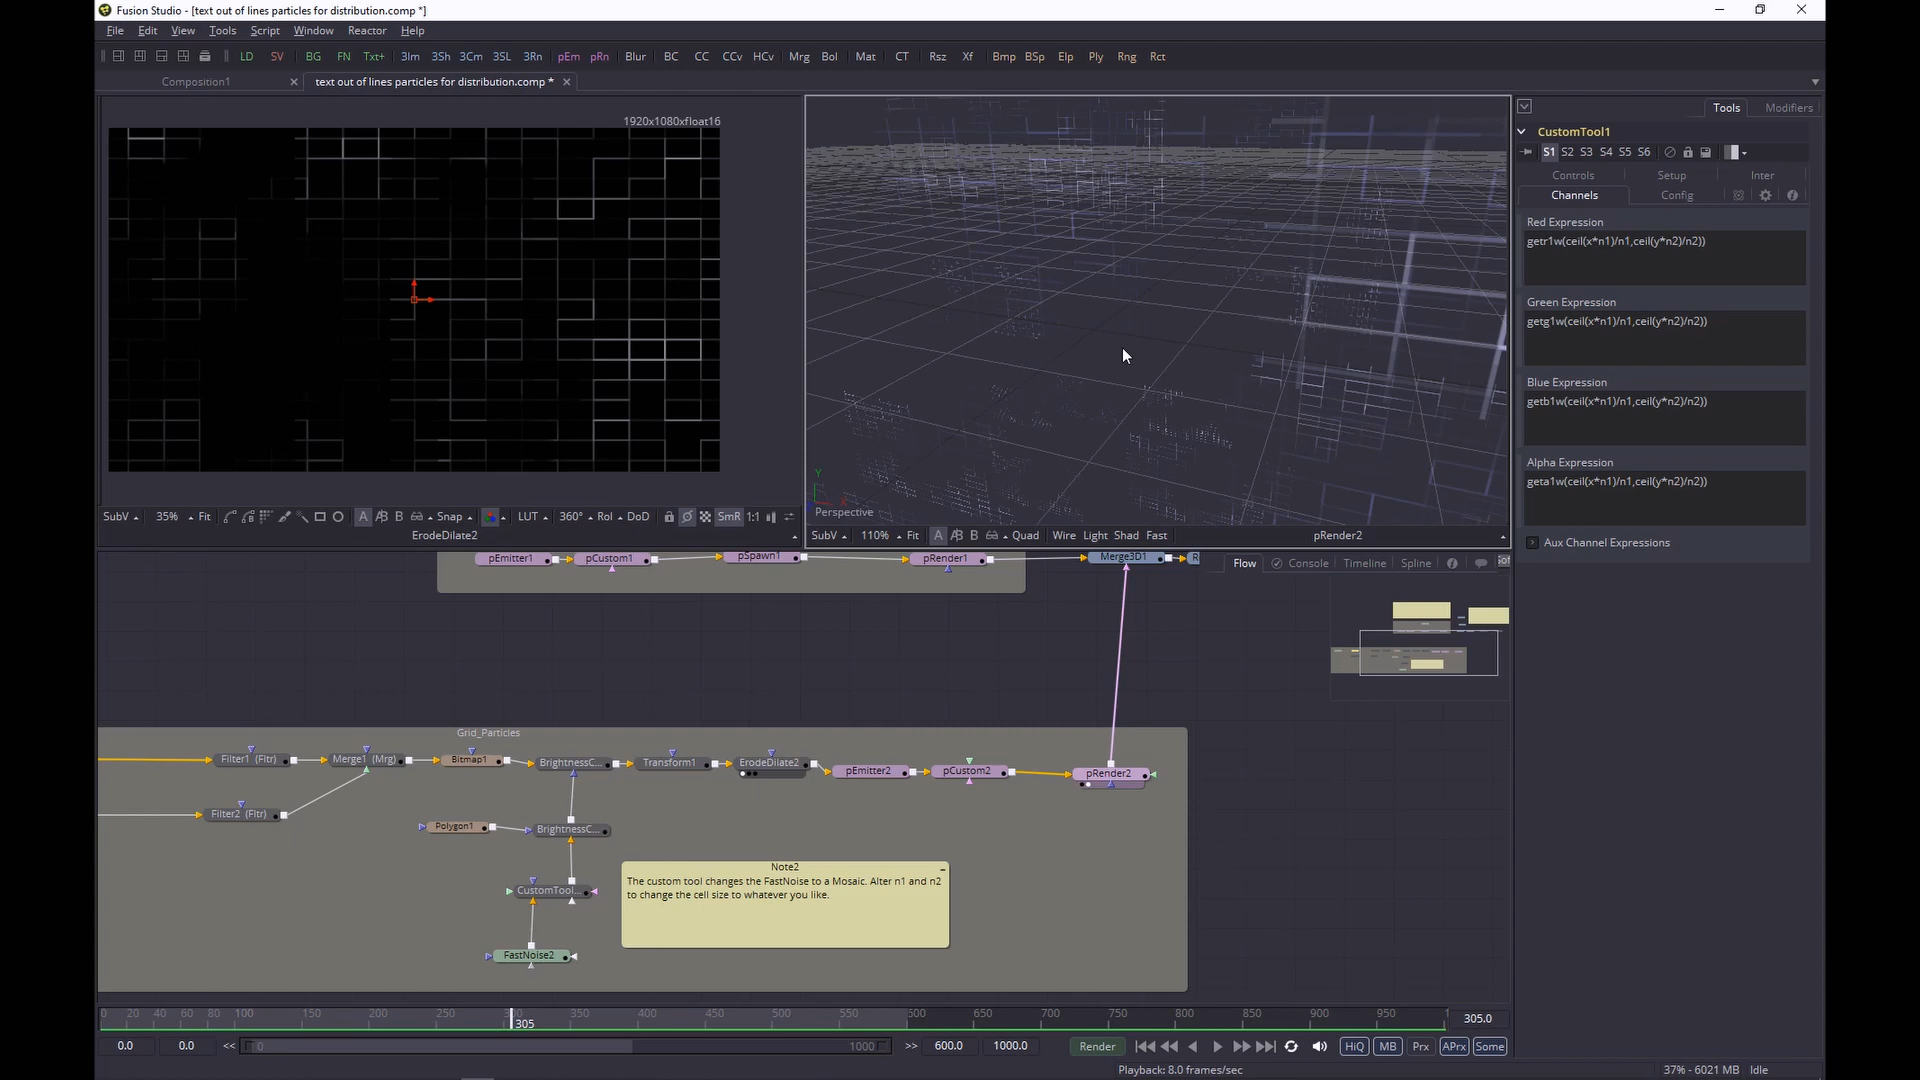 Fusion Studio - [text out of lines particles for distribution.comp *]
File Edit View Tools Script Window Reactor Help
LD SV BG FN Txt+ 3Im 3Sh 3Cm 3SL 3Rn pEm pRn Blur BC CC CCv HCv Mrg Bol Mat CT Rsz Xf Bmp BSp Elp Ply Rng Rct
Composition1 text out of lines particles for distribution.comp *
1920x1080xfloat16
Perspective
SubV 35% Fit A A B Snap LUT 360° RoI DoD SmR 1:1
ErodeDilate2
SubV 110% Fit A A B Quad Wire Light Shad Fast pRender2
Tools Modifiers
CustomTool1
S1 S2 S3 S4 S5 S6
Controls Setup Inter
Channels Config
Red Expression
getr1w(ceil(x*n1)/n1,ceil(y*n2)/n2))
Green Expression
getg1w(ceil(x*n1)/n1,ceil(y*n2)/n2))
Blue Expression
getb1w(ceil(x*n1)/n1,ceil(y*n2)/n2))
Alpha Expression
geta1w(ceil(x*n1)/n1,ceil(y*n2)/n2))
Aux Channel Expressions
pEmitter1 pCustom1 pSpawn1 pRender1 Merge3D1 R
Flow Console Timeline Spline
Grid_Particles
Filter1 (Fltr) Merge1 (Mrg) Bitmap1 BrightnessC... Transform1 ErodeDilate2 pEmitter2 pCustom2 pRender2
Filter2 (Fltr)
Polygon1 BrightnessC...
CustomTool...
FastNoise2
Note2
The custom tool changes the FastNoise to a Mosaic. Alter n1 and n2
to change the cell size to whatever you like.
0 20 40 60 80 100 150 200 250 350 400 450 500 550 600 650 700 750 800 850 900 950
305
305.0
0.0 0.0 << 0 1000 >> 600.0 1000.0 Render HiQ MB Prx APrx Some
Playback: 8.0 frames/sec 37% - 6021 MB Idle